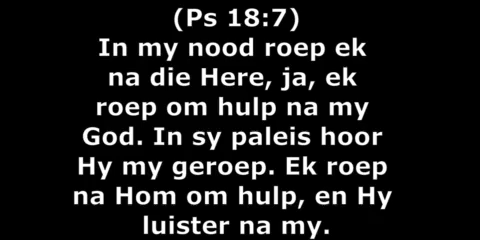 (Ps 18:7)
In my nood roep ek
na die Here, ja, ek
roep om hulp na my
God. In sy paleis hoor
Hy my geroep. Ek roep
na Hom om hulp, en Hy
luister na my.